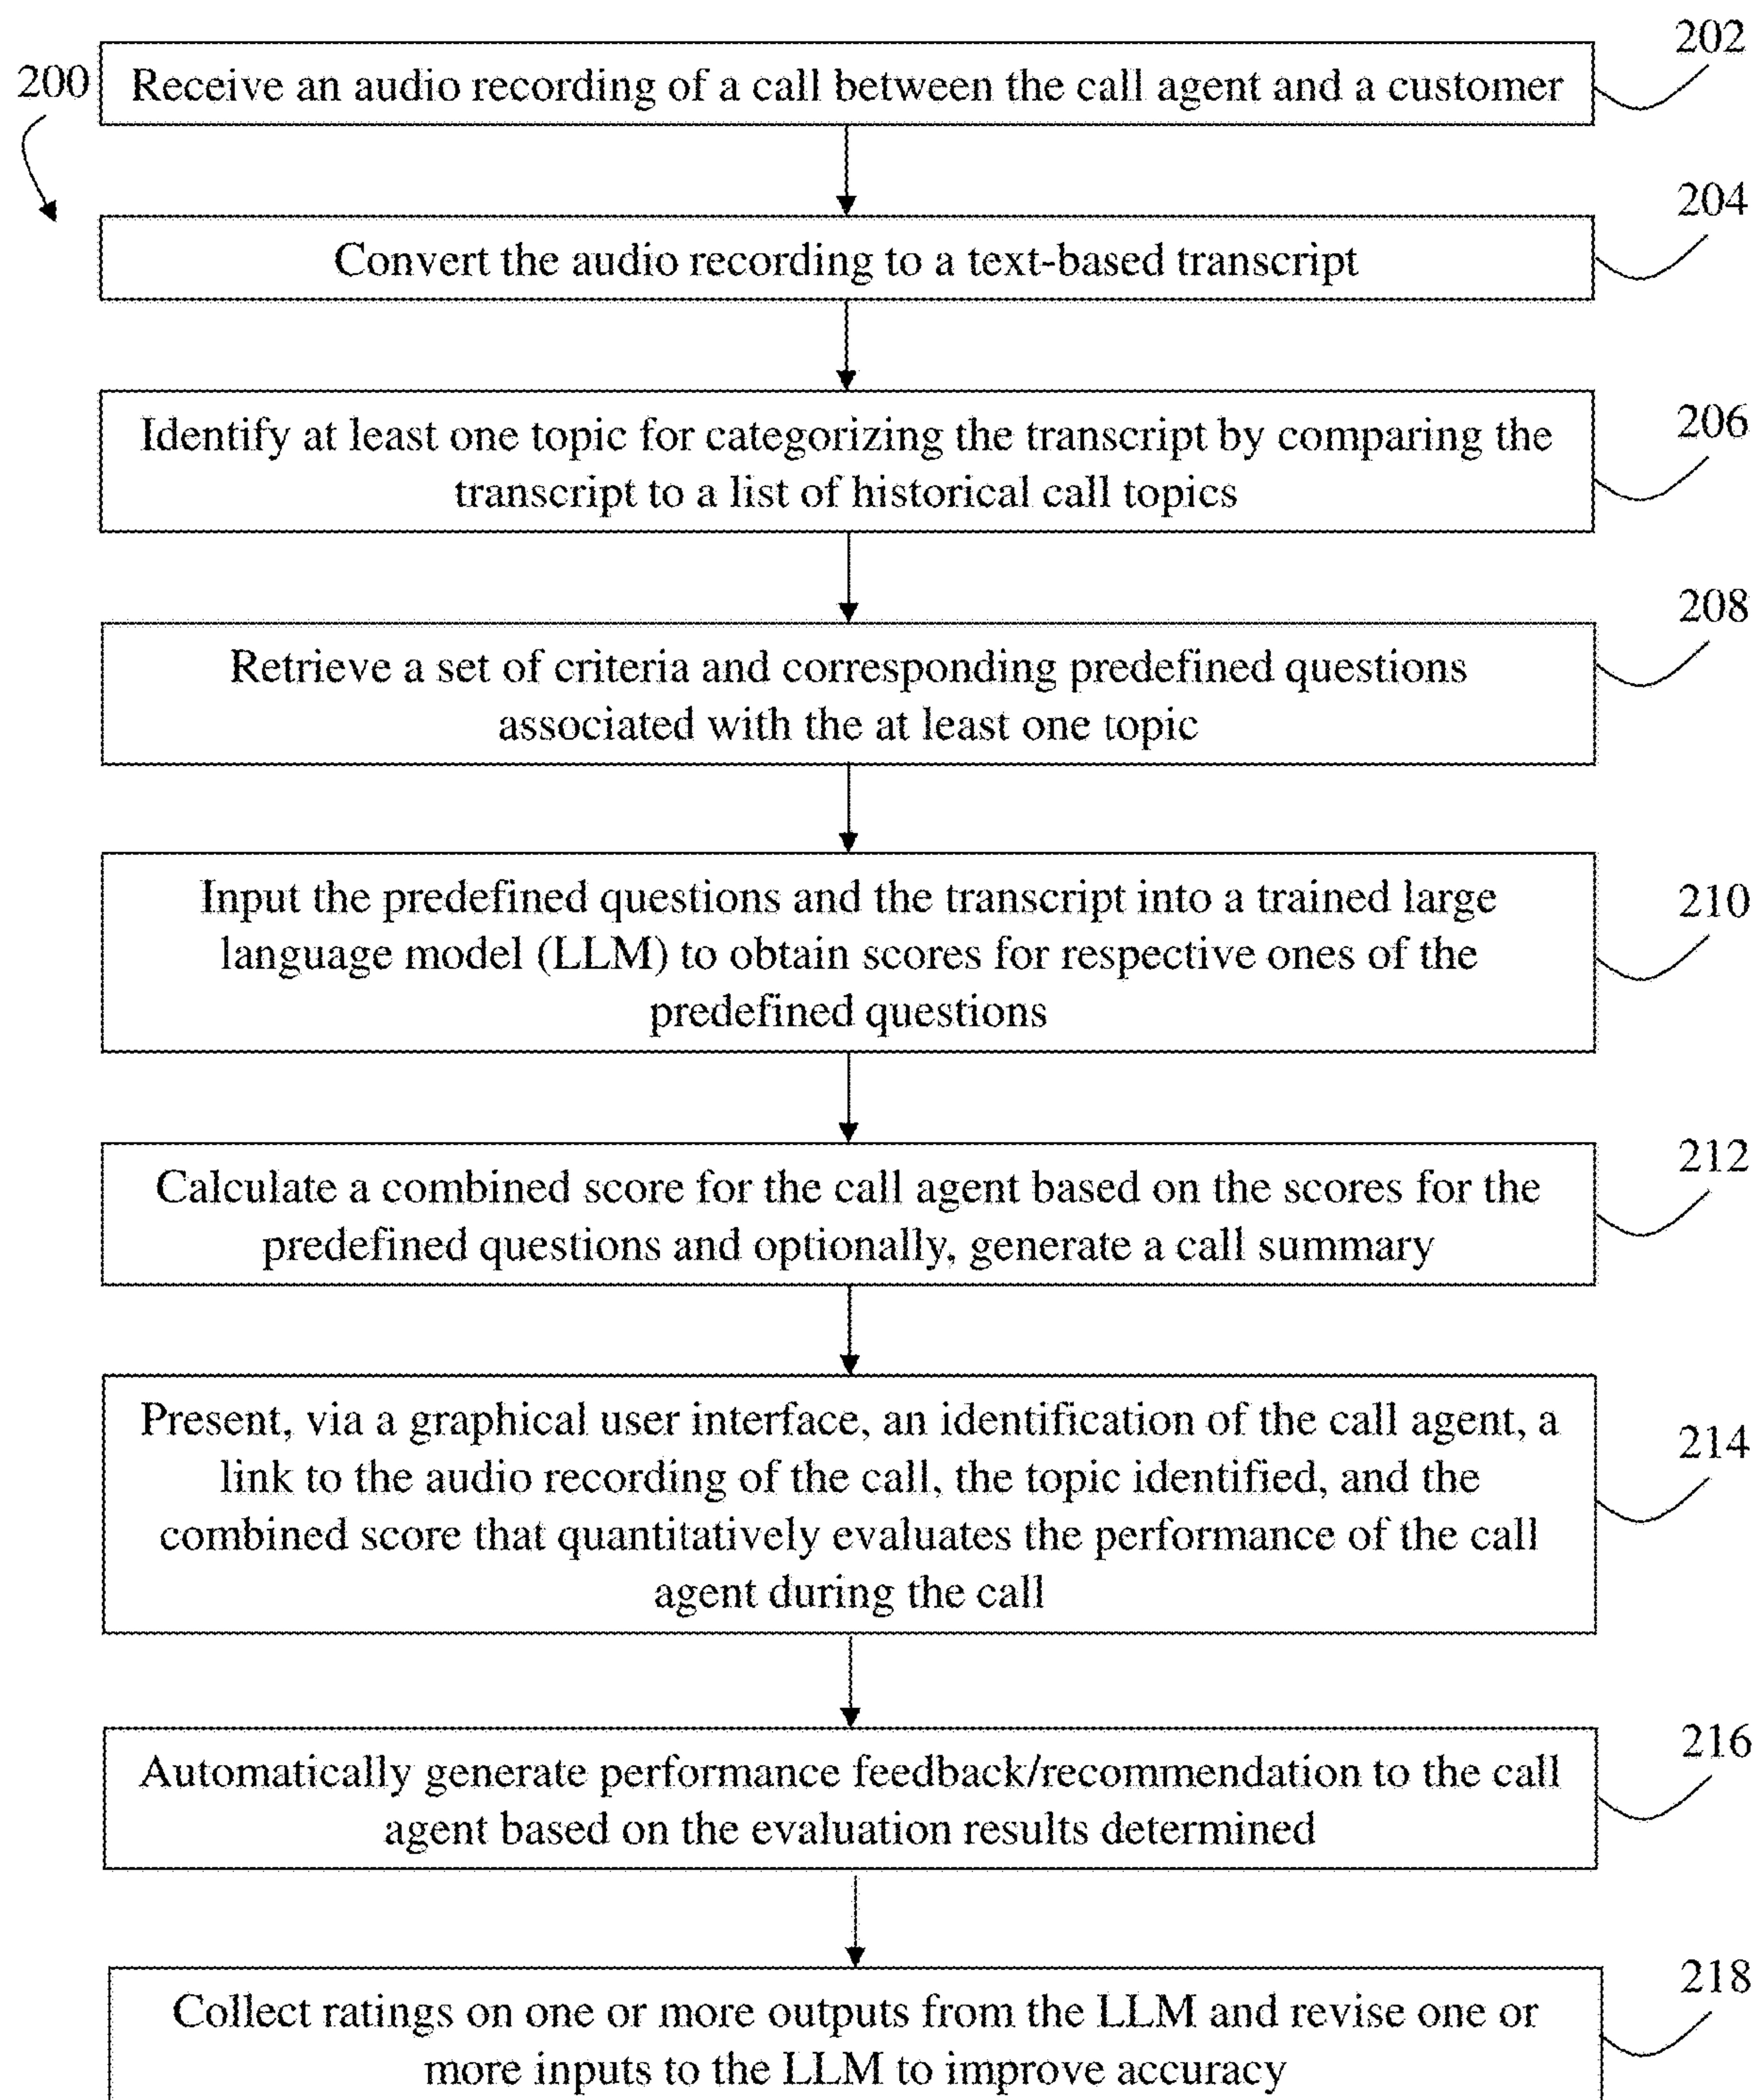 202
200
Receive an audio recording of a call between the call agent and a customer
204
Convert the audio recording to a text-based transcript
206
Identify at least one topic for categorizing the transcript by comparing the
transcript to a list of historical call topics
208
Retrieve a set of criteria and corresponding predefined questions
associated with the at least one topic
210
Input the predefined questions and the transcript into a trained large
language model (LLM) to obtain scores for respective ones of the
predefined questions
212
Calculate a combined score for the call agent based on the scores for the
predefined questions and optionally, generate a call summary
214
Present, via a graphical user interface, an identification of the call agent, a
link to the audio recording of the call, the topic identified, and the
combined score that quantitatively evaluates the performance of the call
agent during the call
216
Automatically generate performance feedback/recommendation to the call
agent based on the evaluation results determined
218
Collect ratings on one or more outputs from the LLM and revise one or
more inputs to the LLM to improve accuracy